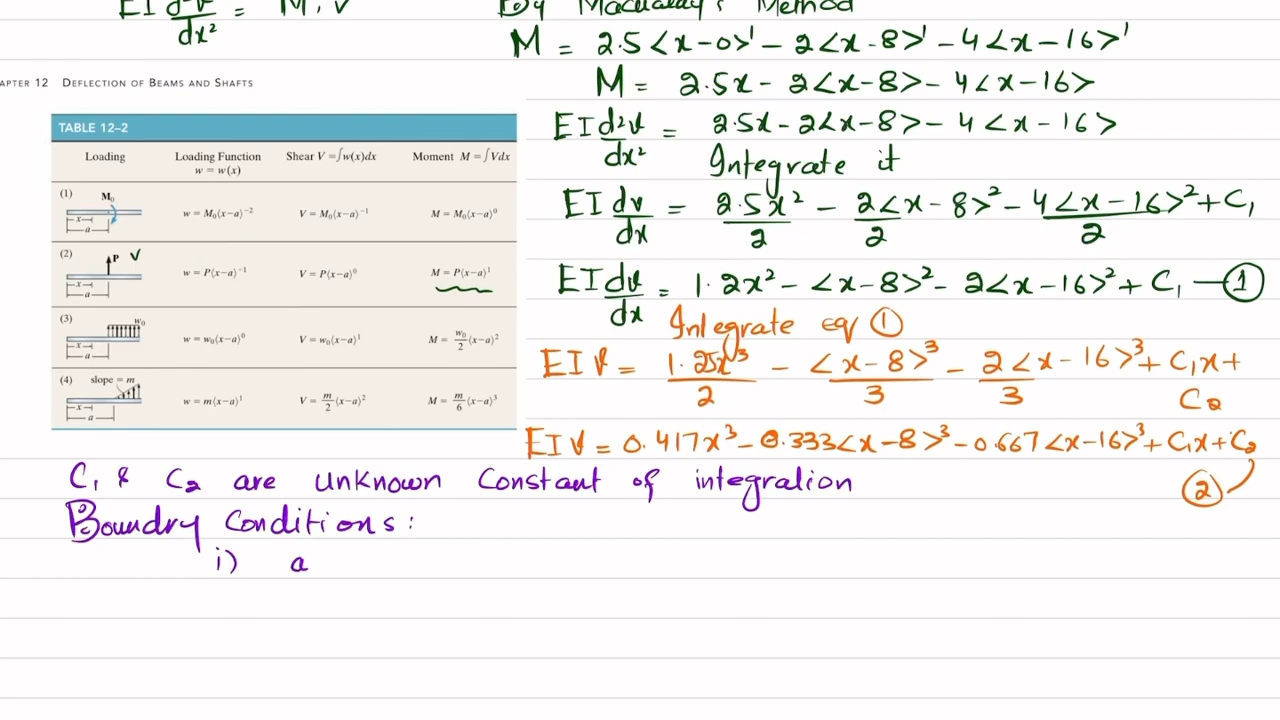 EI d²v/dx² = M, V
By Macualay's Method
M = 2.5<x-0>¹ - 2<x-8>¹ - 4<x-16>¹
APTER 12 DEFLECTION OF BEAMS AND SHAFTS
M = 2.5x - 2<x-8> - 4<x-16>
TABLE 12–2
EI d²v/dx² = 2.5x - 2<x-8> - 4<x-16>
Integrate it
Loading Loading Function w = w(x) Shear V = ∫w(x)dx Moment M = ∫Vdx
(1) M₀ x a w = M₀⟨x−a⟩⁻² V = M₀⟨x−a⟩⁻¹ M = M₀⟨x−a⟩⁰
EI dv/dx = 2.5x²/2 - 2<x-8>²/2 - 4<x-16>²/2 + C₁
(2) P ✓ x a w = P⟨x−a⟩⁻¹ V = P⟨x−a⟩⁰ M = P⟨x−a⟩¹
EI dv/dx = 1.2x² - <x-8>² - 2<x-16>² + C₁ — ①
Integrate eq ①
(3) w₀ x a w = w₀⟨x−a⟩⁰ V = w₀⟨x−a⟩¹ M = w₀/2⟨x−a⟩²
EI V = 1.25x³/2 - <x-8>³/3 - 2<x-16>³/3 + C₁x + C₂
(4) slope = m x a w = m⟨x−a⟩¹ V = m/2⟨x−a⟩² M = m/6⟨x−a⟩³
EI V = 0.417x³ - 0.333<x-8>³ - 0.667<x-16>³ + C₁x + C₂
②
C₁ & C₂ are unknown Constant of integration
Boundry Conditions:
i) a